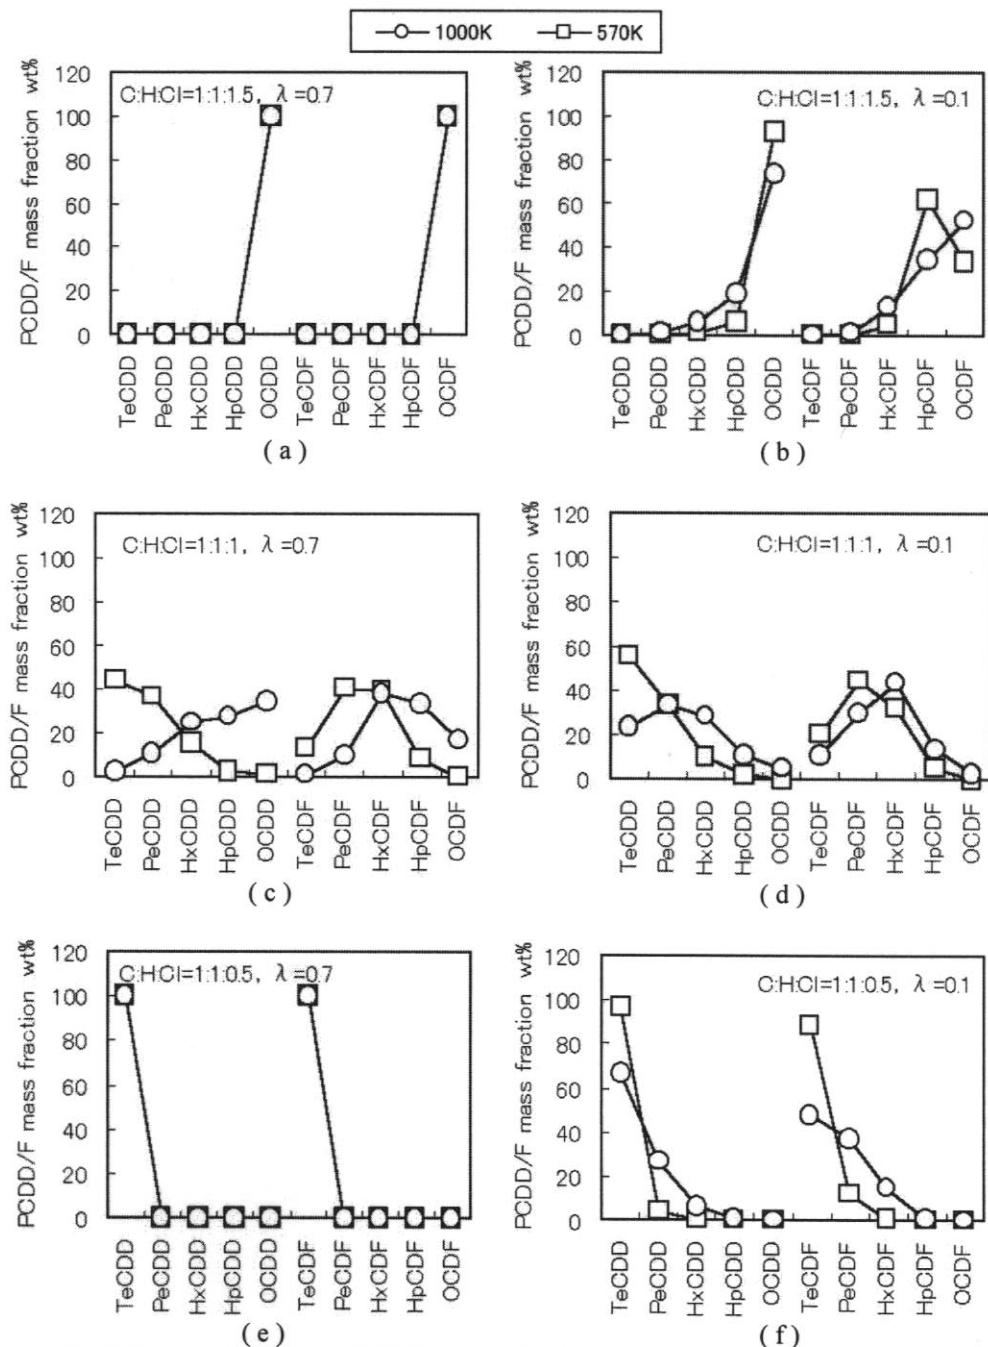 1000K 570K
PCDD/F mass fraction wt%
120
100
80
60
40
20
0
C:H:Cl=1:1:1.5, λ=0.7
TeCDD
PeCDD
HxCDD
HpCDD
OCDD
TeCDF
PeCDF
HxCDF
HpCDF
OCDF
( a )
PCDD/F mass fraction wt%
120
100
80
60
40
20
0
C:H:Cl=1:1:1.5, λ=0.1
TeCDD
PeCDD
HxCDD
HpCDD
OCDD
TeCDF
PeCDF
HxCDF
HpCDF
OCDF
( b )
PCDD/F mass fraction wt%
120
100
80
60
40
20
0
C:H:Cl=1:1:1, λ=0.7
TeCDD
PeCDD
HxCDD
HpCDD
OCDD
TeCDF
PeCDF
HxCDF
HpCDF
OCDF
( c )
PCDD/F mass fraction wt%
120
100
80
60
40
20
0
C:H:Cl=1:1:1, λ=0.1
TeCDD
PeCDD
HxCDD
HpCDD
OCDD
TeCDF
PeCDF
HxCDF
HpCDF
OCDF
( d )
PCDD/F mass fraction wt%
120
100
80
60
40
20
0
C:H:Cl=1:1:0.5, λ=0.7
TeCDD
PeCDD
HxCDD
HpCDD
OCDD
TeCDF
PeCDF
HxCDF
HpCDF
OCDF
( e )
PCDD/F mass fraction wt%
120
100
80
60
40
20
0
C:H:Cl=1:1:0.5, λ=0.1
TeCDD
PeCDD
HxCDD
HpCDD
OCDD
TeCDF
PeCDF
HxCDF
HpCDF
OCDF
( f )